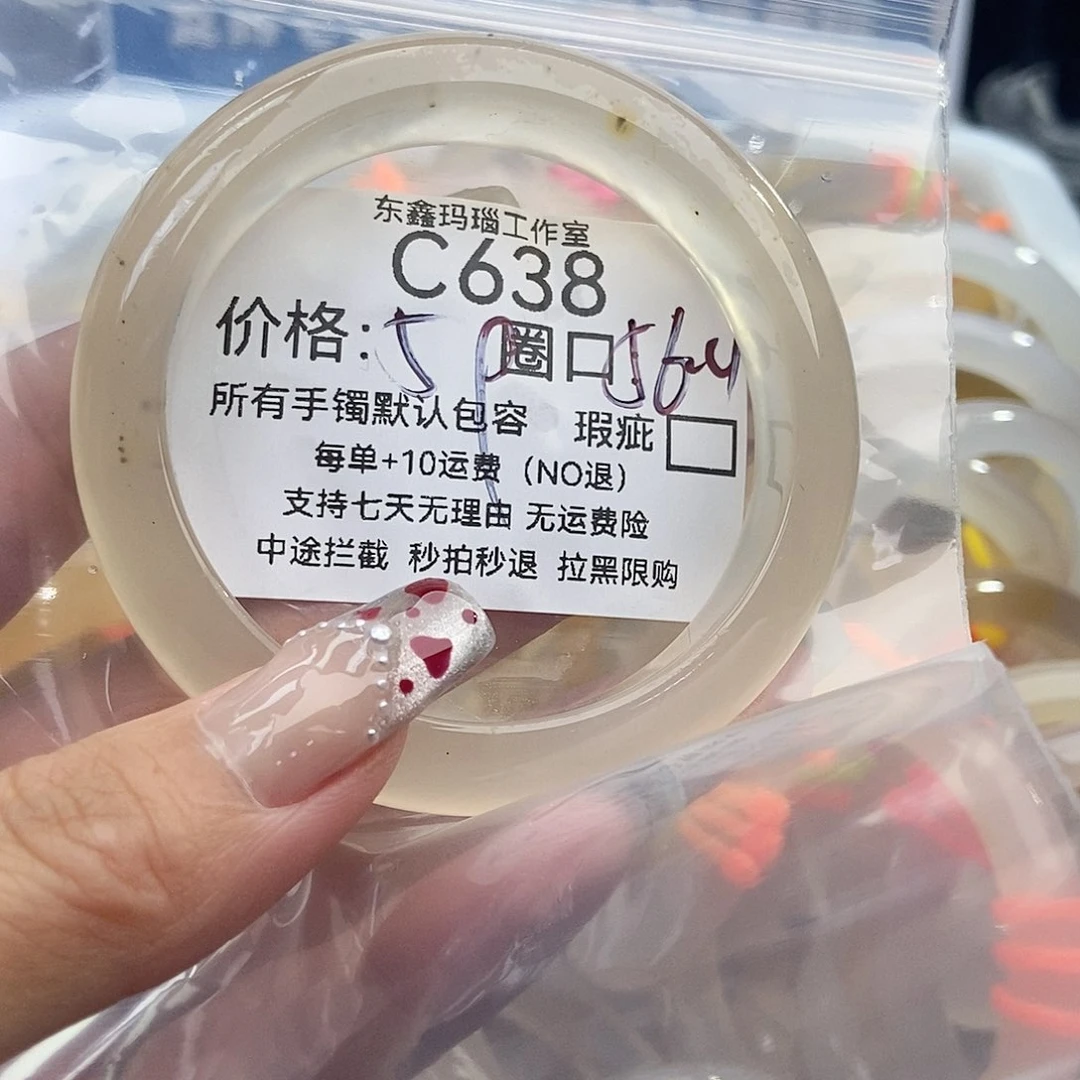 东鑫玛瑙工作室
C638
价格: 圈口:564
所有手镯默认包容 瑕疵
每单+10运费（NO退）
支持七天无理由 无运费险
中途拦截 秒拍秒退 拉黑限购